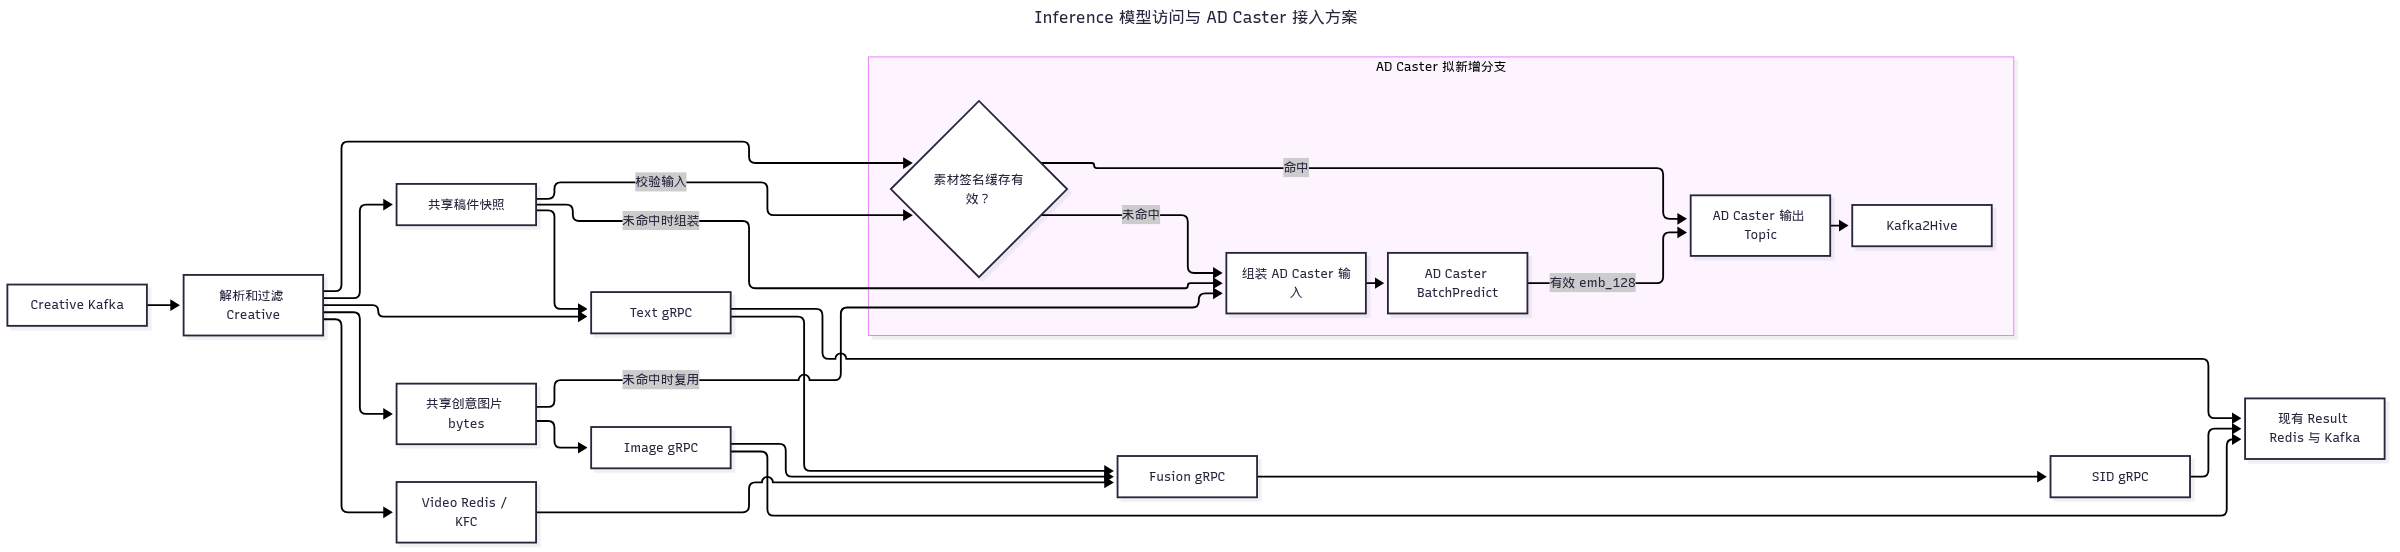 Inference 模型访问与 AD Caster 接入方案
AD Caster 拟新增分支
素材签名缓存有
效？
命中
未命中
校验输入
未命中时组装
共享稿件快照
AD Caster 输出
Topic
Kafka2Hive
组装 AD Caster 输
入
AD Caster
BatchPredict
有效 emb_128
Creative Kafka
解析和过滤
Creative
Text gRPC
未命中时复用
共享创意图片
bytes
Image gRPC
Video Redis /
KFC
Fusion gRPC
SID gRPC
现有 Result
Redis 与 Kafka